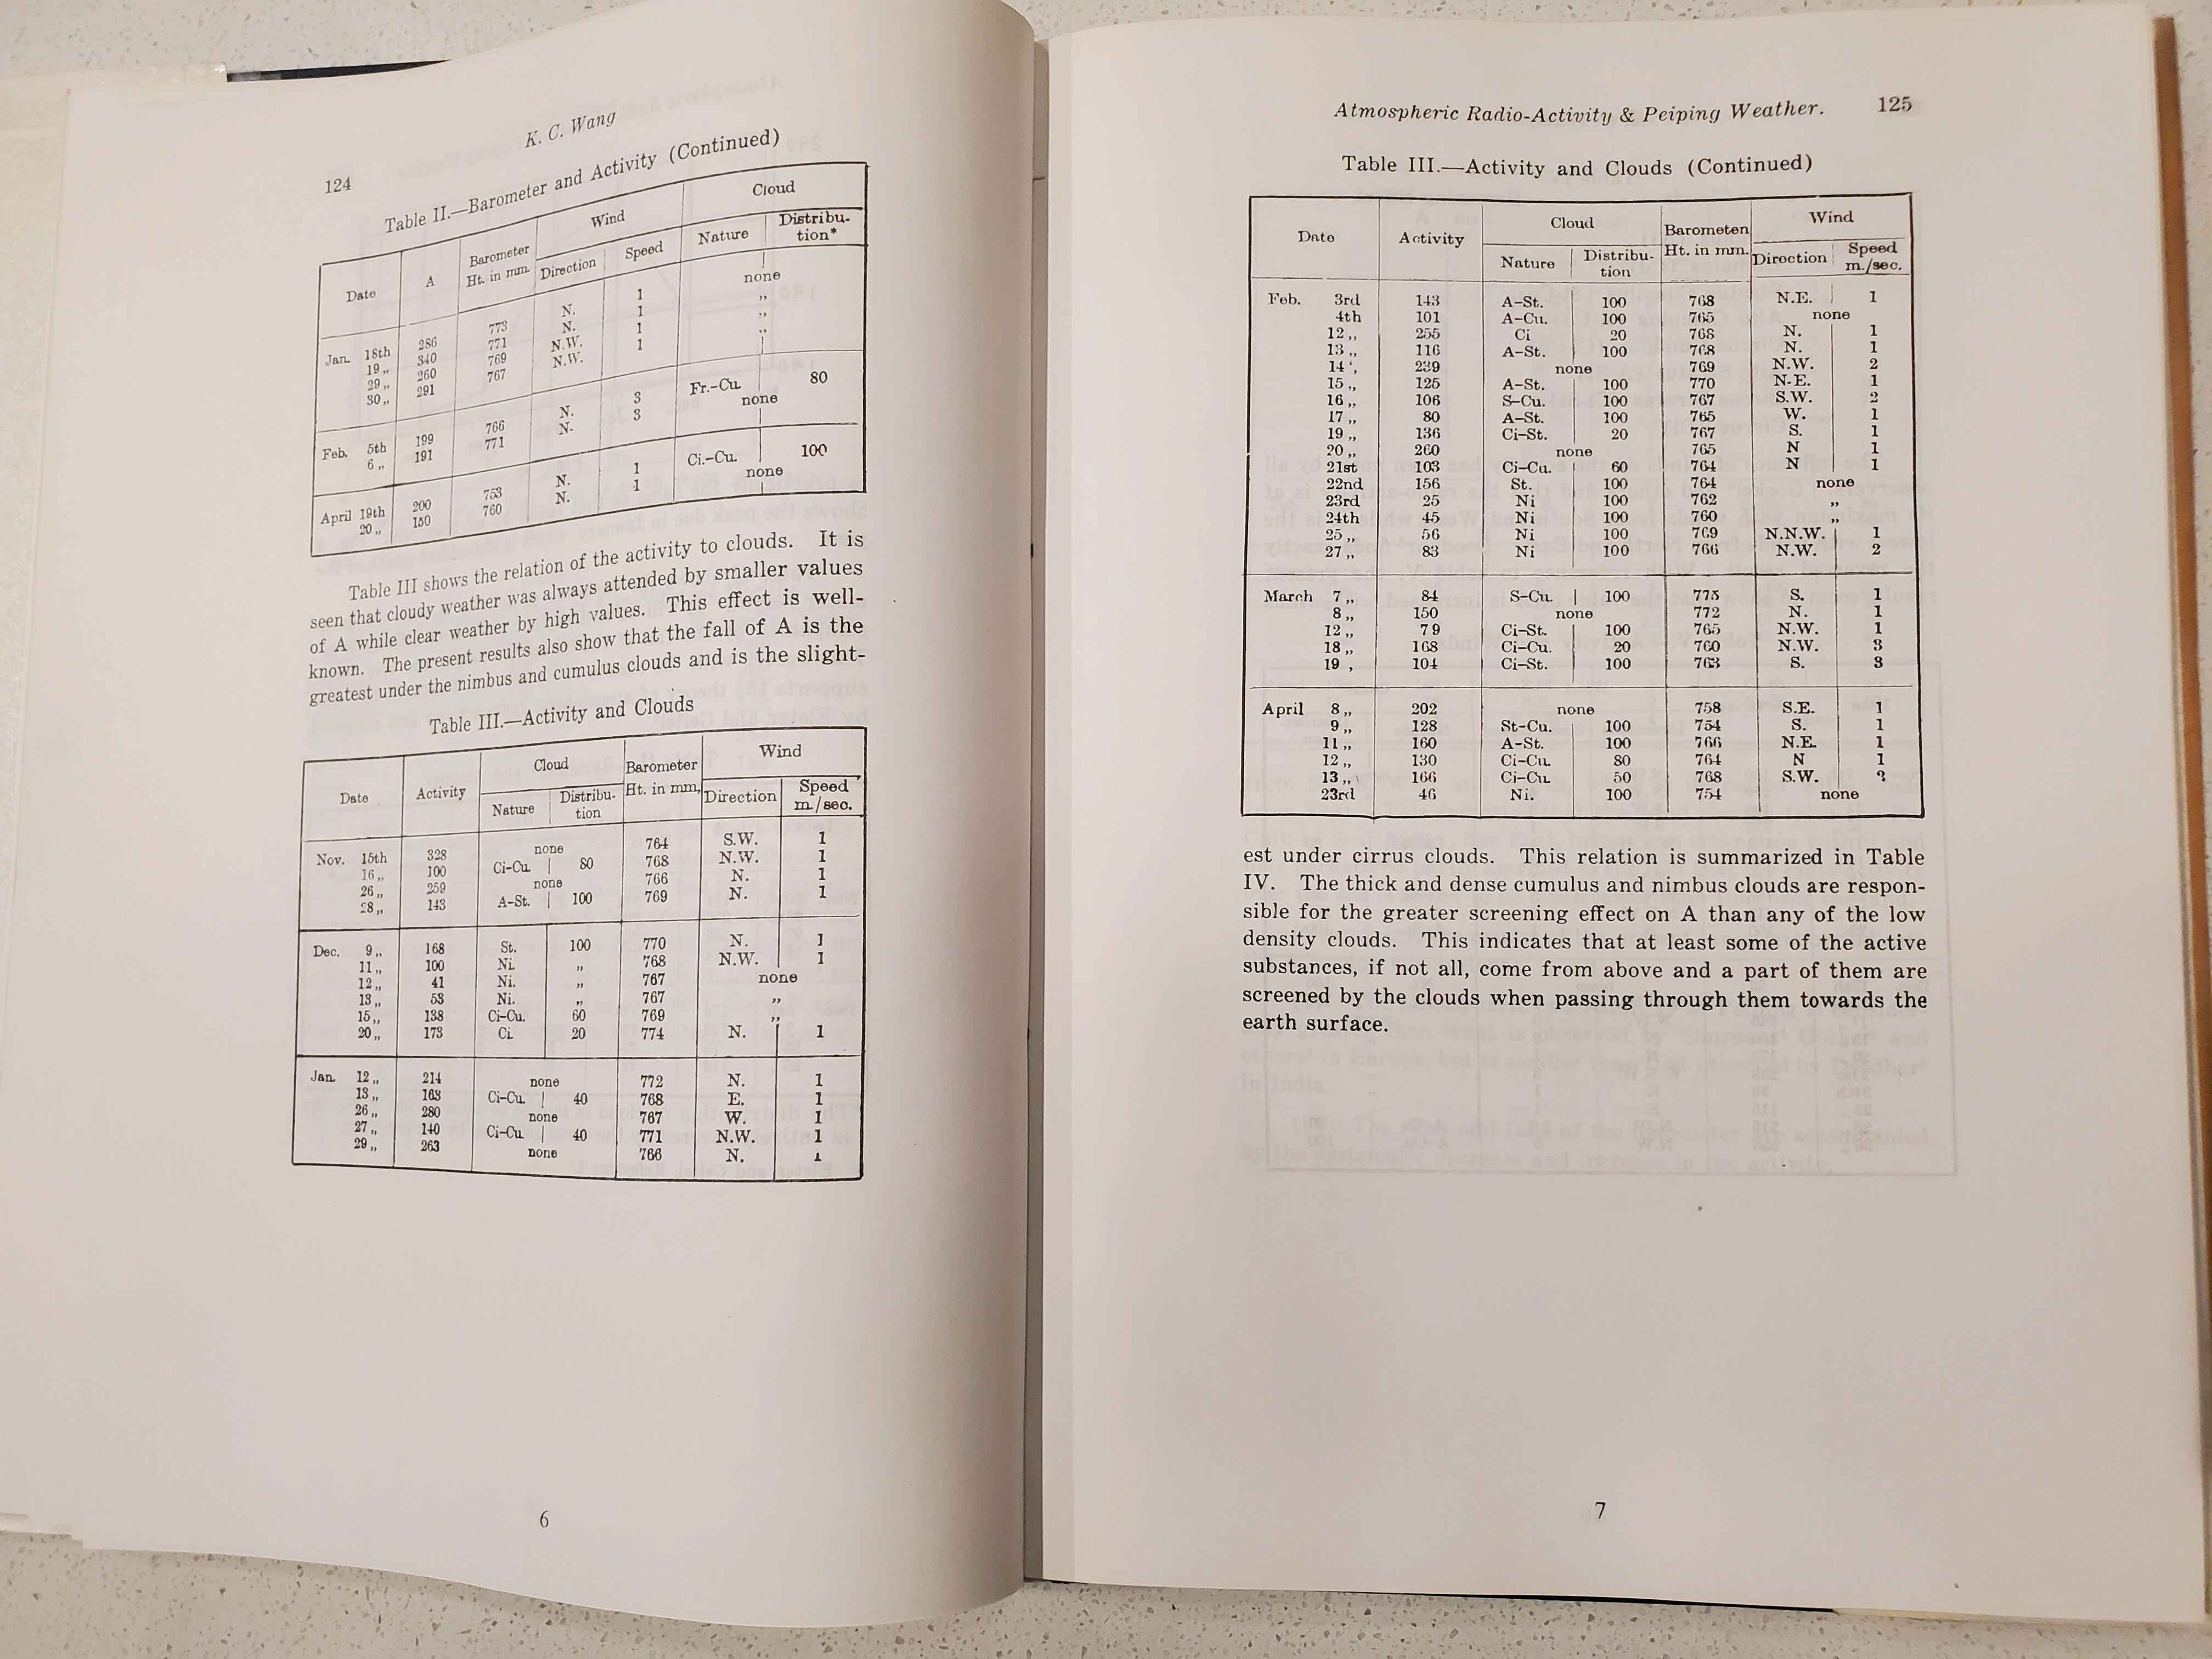 124
K. C. Wang
Table II.—Barometer and Activity (Continued)
Date A Barometer Ht. in mm. Wind Cloud
Direction Speed Nature Distribu-tion*
Jan. 18th 286 773 N. 1 none
19 ,, 340 771 N. 1 ,,
29 ,, 260 769 N.W. 1 ,,
30 ,, 291 767 N.W. 1 ,,
Feb. 5th 199 766 N. 3 Fr.-Cu. 80
6 ,, 191 771 N. 3 none
April 19th 200 753 N. 1 Ci.-Cu. 100
20 ,, 150 760 N. 1 none
Table III shows the relation of the activity to clouds. It is
seen that cloudy weather was always attended by smaller values
of A while clear weather by high values. This effect is well-
known. The present results also show that the fall of A is the
greatest under the nimbus and cumulus clouds and is the slight-
Table III.—Activity and Clouds
Date Activity Cloud Barometer Ht. in mm, Wind
Nature Distribu-tion Direction Speed m./sec.
Nov. 15th 328 none 764 S.W. 1
16 ,, 100 Ci-Cu. 80 768 N.W. 1
26 ,, 259 none 766 N. 1
28 ,, 143 A-St. 100 769 N. 1
Dec. 9 ,, 168 St. 100 770 N. 1
11 ,, 100 Ni. ,, 768 N.W. 1
12 ,, 41 Ni. ,, 767 none
13 ,, 53 Ni. ,, 767 ,,
15 ,, 138 Ci-Cu. 60 769 ,,
20 ,, 173 Ci. 20 774 N. 1
Jan. 12 ,, 214 none 772 N. 1
13 ,, 163 Ci-Cu. 40 768 E. 1
26 ,, 280 none 767 W. 1
27 ,, 140 Ci-Cu. 40 771 N.W. 1
29 ,, 263 none 766 N. 1
6
Atmospheric Radio-Activity & Peiping Weather. 125
Table III.—Activity and Clouds (Continued)
Date Activity Cloud Barometer Ht. in mm. Wind
Nature Distribu-tion Direction Speed m./sec.
Feb. 3rd 143 A-St. 100 768 N.E. 1
4th 101 A-Cu. 100 765 none
12 ,, 255 Ci 20 768 N. 1
13 ,, 116 A-St. 100 768 N. 1
14 ,, 239 none 769 N.W. 2
15 ,, 125 A-St. 100 770 N-E. 1
16 ,, 106 S-Cu. 100 767 S.W. 2
17 ,, 80 A-St. 100 765 W. 1
19 ,, 136 Ci-St. 20 767 S. 1
20 ,, 260 none 765 N 1
21st 103 Ci-Cu. 60 764 N 1
22nd 156 St. 100 764 none
23rd 25 Ni 100 762 ,,
24th 45 Ni 100 760 ,,
25 ,, 56 Ni 100 769 N.N.W. 1
27 ,, 83 Ni 100 766 N.W. 2
March 7 ,, 84 S-Cu. 100 775 S. 1
8 ,, 150 none 772 N. 1
12 ,, 79 Ci-St. 100 765 N.W. 1
18 ,, 168 Ci-Cu. 20 760 N.W. 3
19 , 104 Ci-St. 100 763 S. 3
April 8 ,, 202 none 758 S.E. 1
9 ,, 128 St-Cu. 100 754 S. 1
11 ,, 160 A-St. 100 766 N.E. 1
12 ,, 130 Ci-Cu. 80 764 N 1
13 ,, 166 Ci-Cu. 50 768 S.W.
23rd 46 Ni. 100 754 none
est under cirrus clouds. This relation is summarized in Table
IV. The thick and dense cumulus and nimbus clouds are respon-
sible for the greater screening effect on A than any of the low
density clouds. This indicates that at least some of the active
substances, if not all, come from above and a part of them are
screened by the clouds when passing through them towards the
earth surface.
7